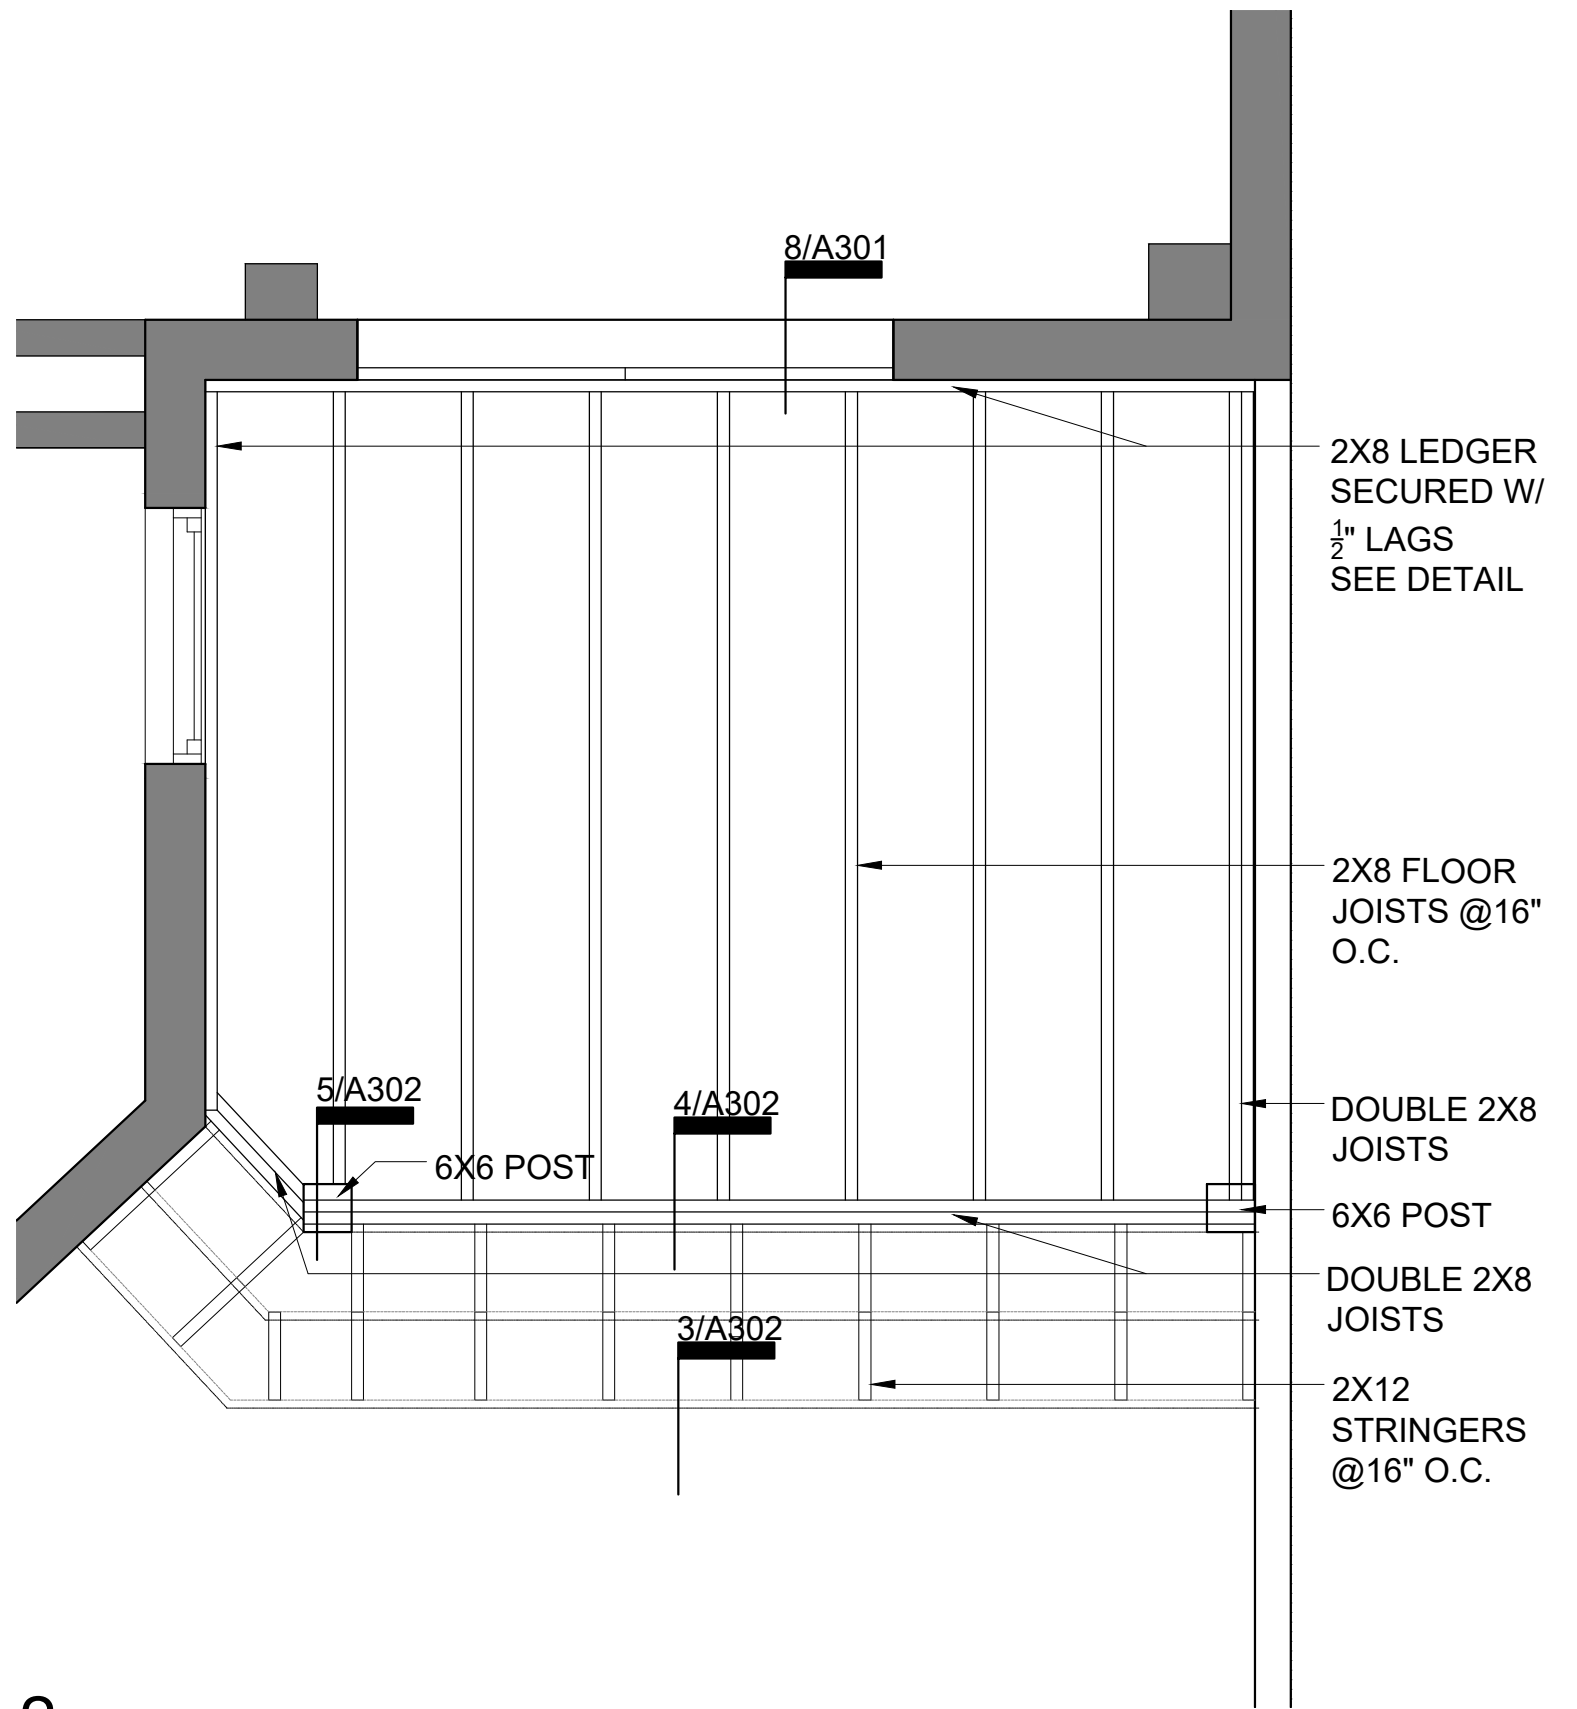 8/A301
2X8 LEDGER
SECURED W/
½" LAGS
SEE DETAIL
2X8 FLOOR
JOISTS @16"
O.C.
5/A302
4/A302
DOUBLE 2X8
JOISTS
6X6 POST
6X6 POST
DOUBLE 2X8
JOISTS
3/A302
2X12
STRINGERS
@16" O.C.